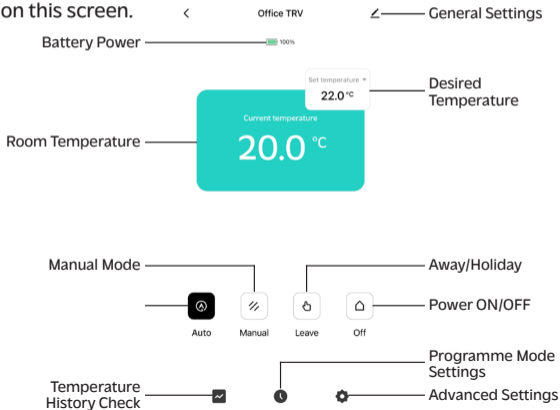 on this screen.
Office TRV
General Settings
Battery Power
100%
Set temperature
22.0 °C
Desired
Temperature
Current temperature
Room Temperature
20.0 °C
Manual Mode
Away/Holiday
Power ON/OFF
Auto
Manual
Leave
Off
Programme Mode
Settings
Temperature
History Check
Advanced Settings